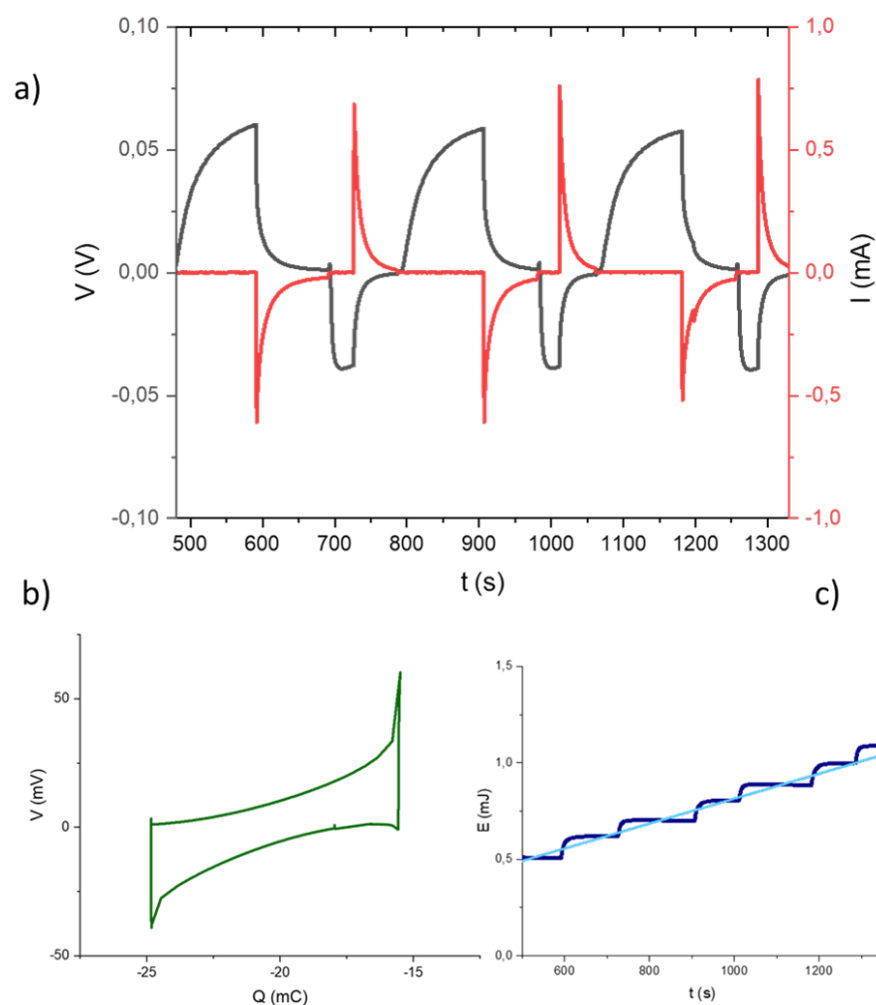 a)
0,10
0,05
0,00
-0,05
-0,10
V (V)
1,0
0,5
0,0
-0,5
-1,0
I (mA)
500 600 700 800 900 1000 1100 1200 1300
t (s)
b)
50
0
-50
V (mV)
-25 -20 -15
Q (mC)
c)
1,5
1,0
0,5
0,0
E (mJ)
600 800 1000 1200
t (s)